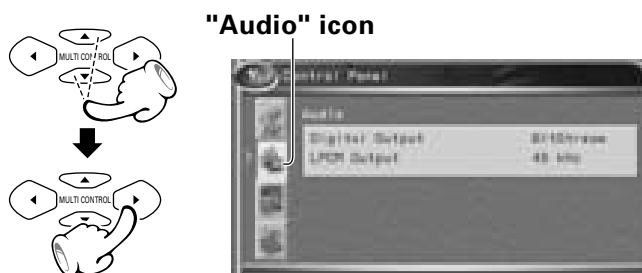 "Audio" icon
MULTI CONTROL
MULTI CONTROL
Control Panel
Audio
Digital Output BitStream
LPCM Output 48 kHz